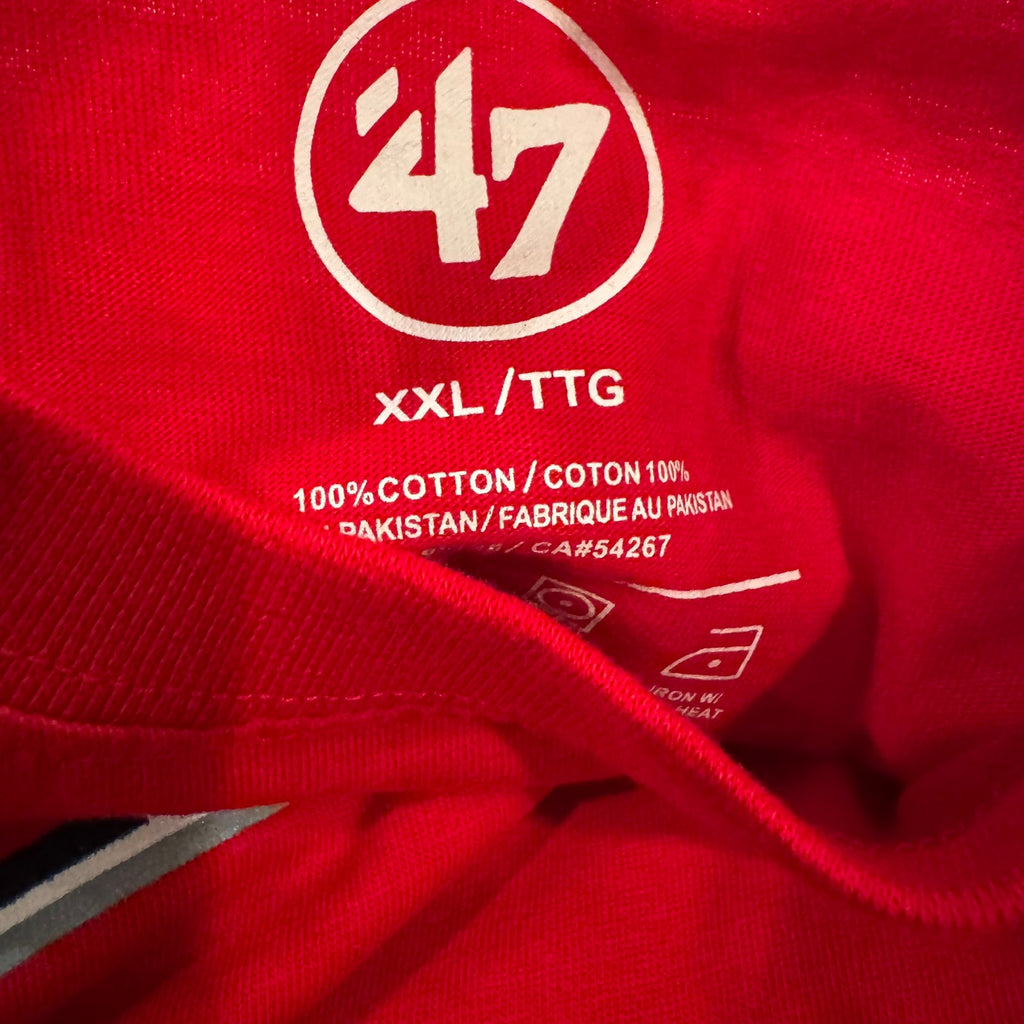 '47
XXL/TTG
100% COTTON / COTON 100%
PAKISTAN / FABRIQUE AU PAKISTAN
/ CA#54267
IRON W/
HEAT